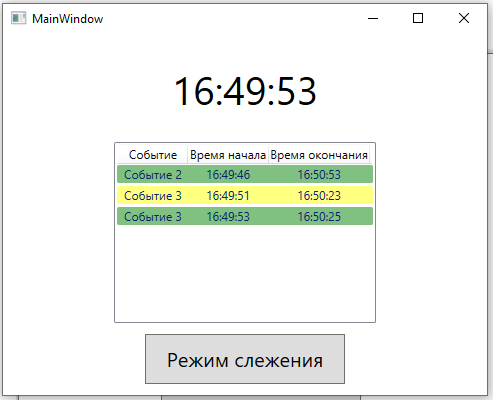 MainWindow
16:49:53
Событие Время начала Время окончания
Событие 2 16:49:46 16:50:53
Событие 3 16:49:51 16:50:23
Событие 3 16:49:53 16:50:25
Режим слежения